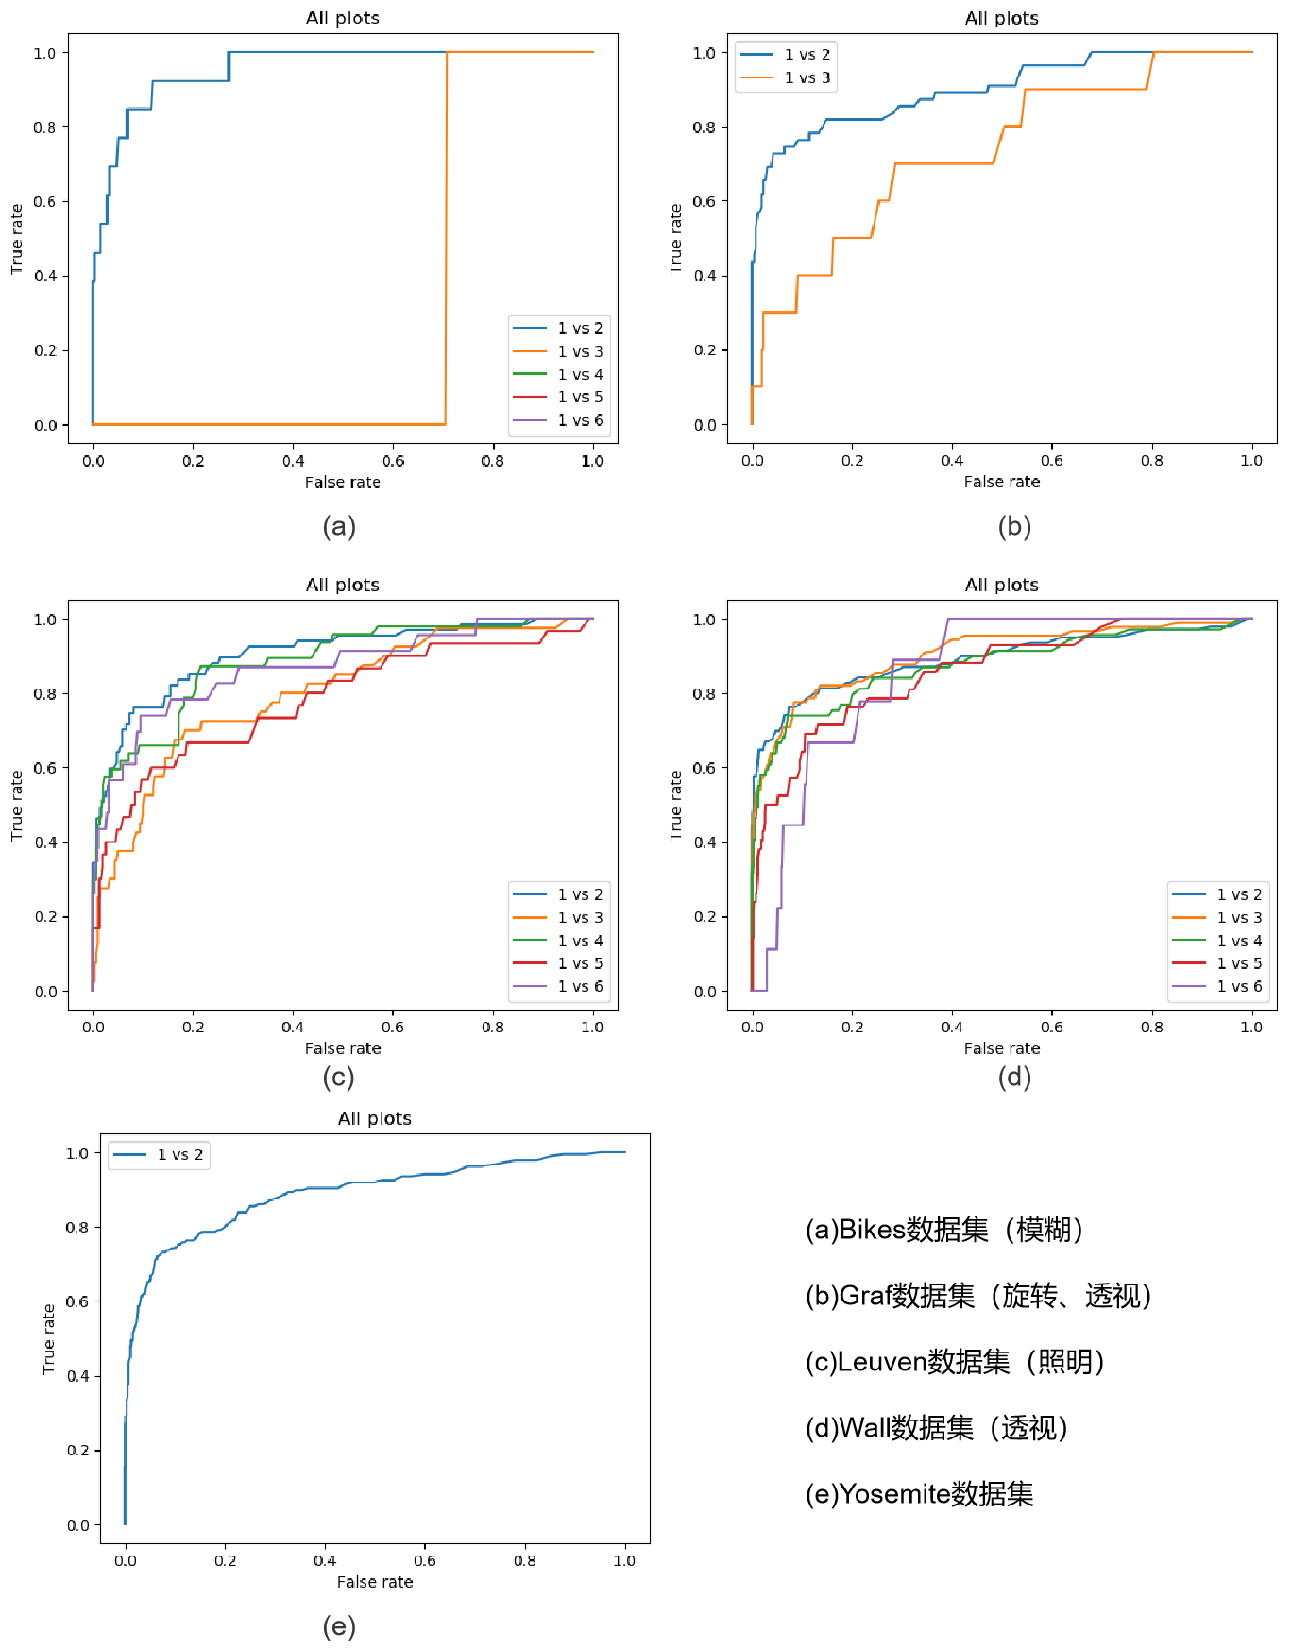 All plots
1.0
0.8
0.6
0.4
0.2
0.0
True rate
1 vs 2
1 vs 3
1 vs 4
1 vs 5
1 vs 6
0.0 0.2 0.4 0.6 0.8 1.0
False rate
(a)
All plots
1 vs 2
1 vs 3
1.0
0.8
0.6
0.4
0.2
0.0
True rate
0.0 0.2 0.4 0.6 0.8 1.0
False rate
(b)
All plots
1.0
0.8
0.6
0.4
0.2
0.0
True rate
1 vs 2
1 vs 3
1 vs 4
1 vs 5
1 vs 6
0.0 0.2 0.4 0.6 0.8 1.0
False rate
(c)
All plots
1.0
0.8
0.6
0.4
0.2
0.0
True rate
1 vs 2
1 vs 3
1 vs 4
1 vs 5
1 vs 6
0.0 0.2 0.4 0.6 0.8 1.0
False rate
(d)
All plots
1 vs 2
1.0
0.8
0.6
0.4
0.2
0.0
True rate
0.0 0.2 0.4 0.6 0.8 1.0
False rate
(e)
(a)Bikes数据集（模糊）
(b)Graf数据集（旋转、透视）
(c)Leuven数据集（照明）
(d)Wall数据集（透视）
(e)Yosemite数据集